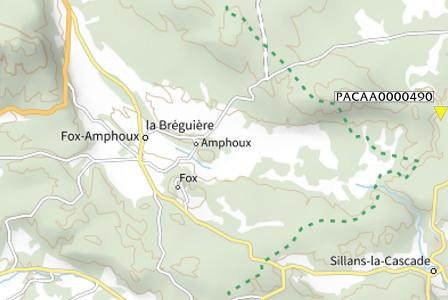 PACAA0000490
la Bréguière
Fox-Amphoux
Amphoux
Fox
Sillans-la-Cascade